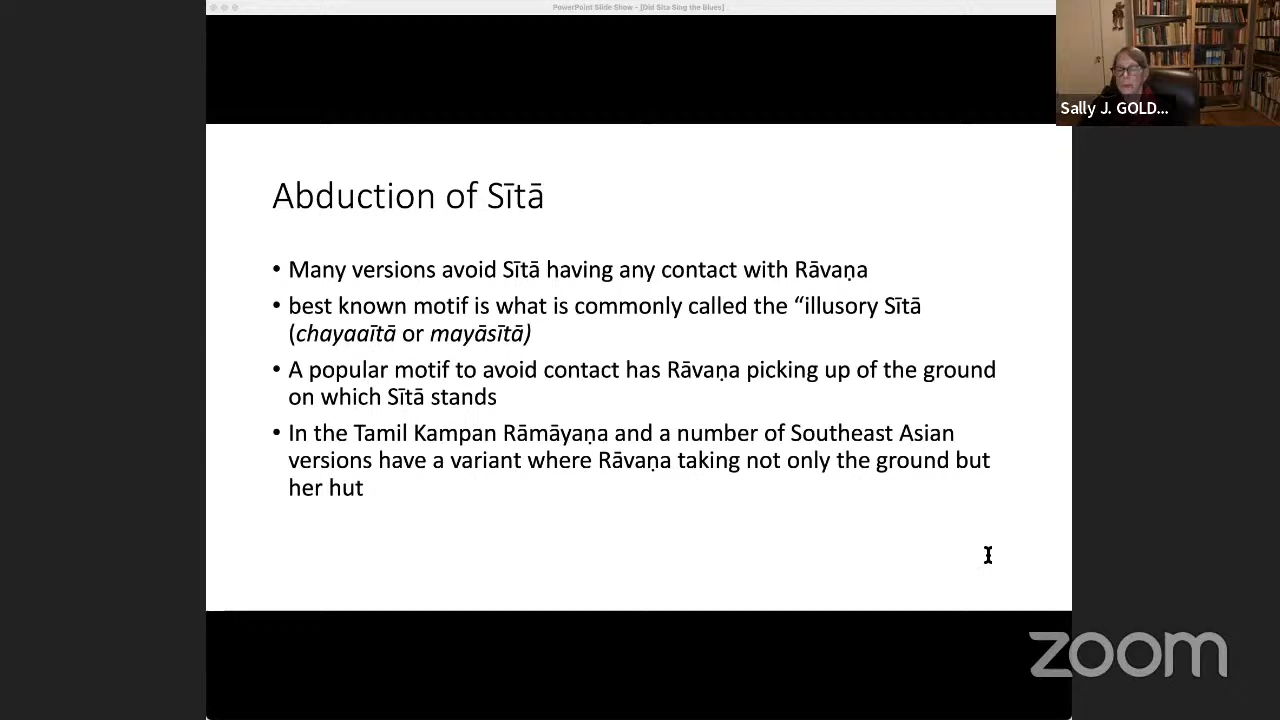 PowerPoint Slide Show - [Did Sita Sing the Blues]
Sally J. GOLD...
Abduction of Sītā
• Many versions avoid Sītā having any contact with Rāvaṇa
• best known motif is what is commonly called the “illusory Sītā
(chayaaītā or mayāsītā)
• A popular motif to avoid contact has Rāvaṇa picking up of the ground
on which Sītā stands
• In the Tamil Kampan Rāmāyaṇa and a number of Southeast Asian
versions have a variant where Rāvaṇa taking not only the ground but
her hut
zoom